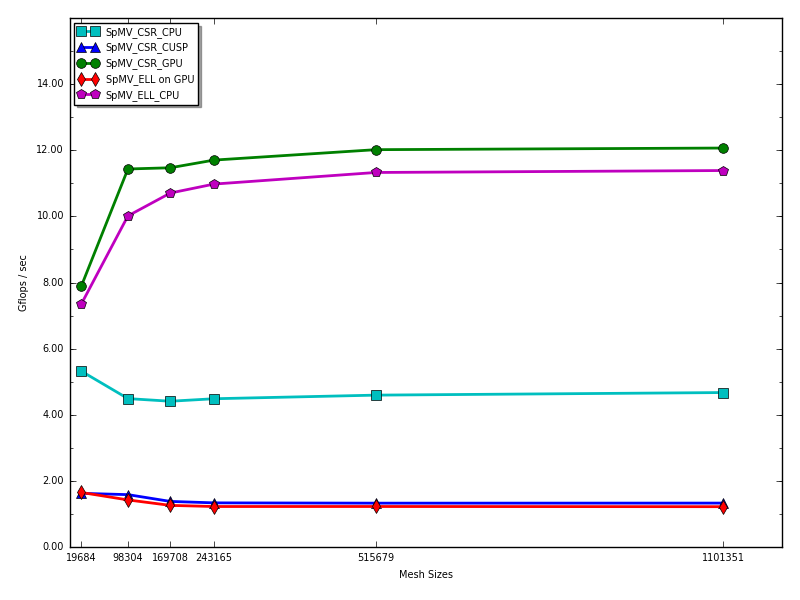 SpMV_CSR_CPU
SpMV_CSR_CUSP
SpMV_CSR_GPU
SpMV_ELL on GPU
SpMV_ELL_CPU
14.00
12.00
10.00
8.00
6.00
4.00
2.00
0.00
Gflops / sec
19684 98304 169708 243165 515679 1101351
Mesh Sizes